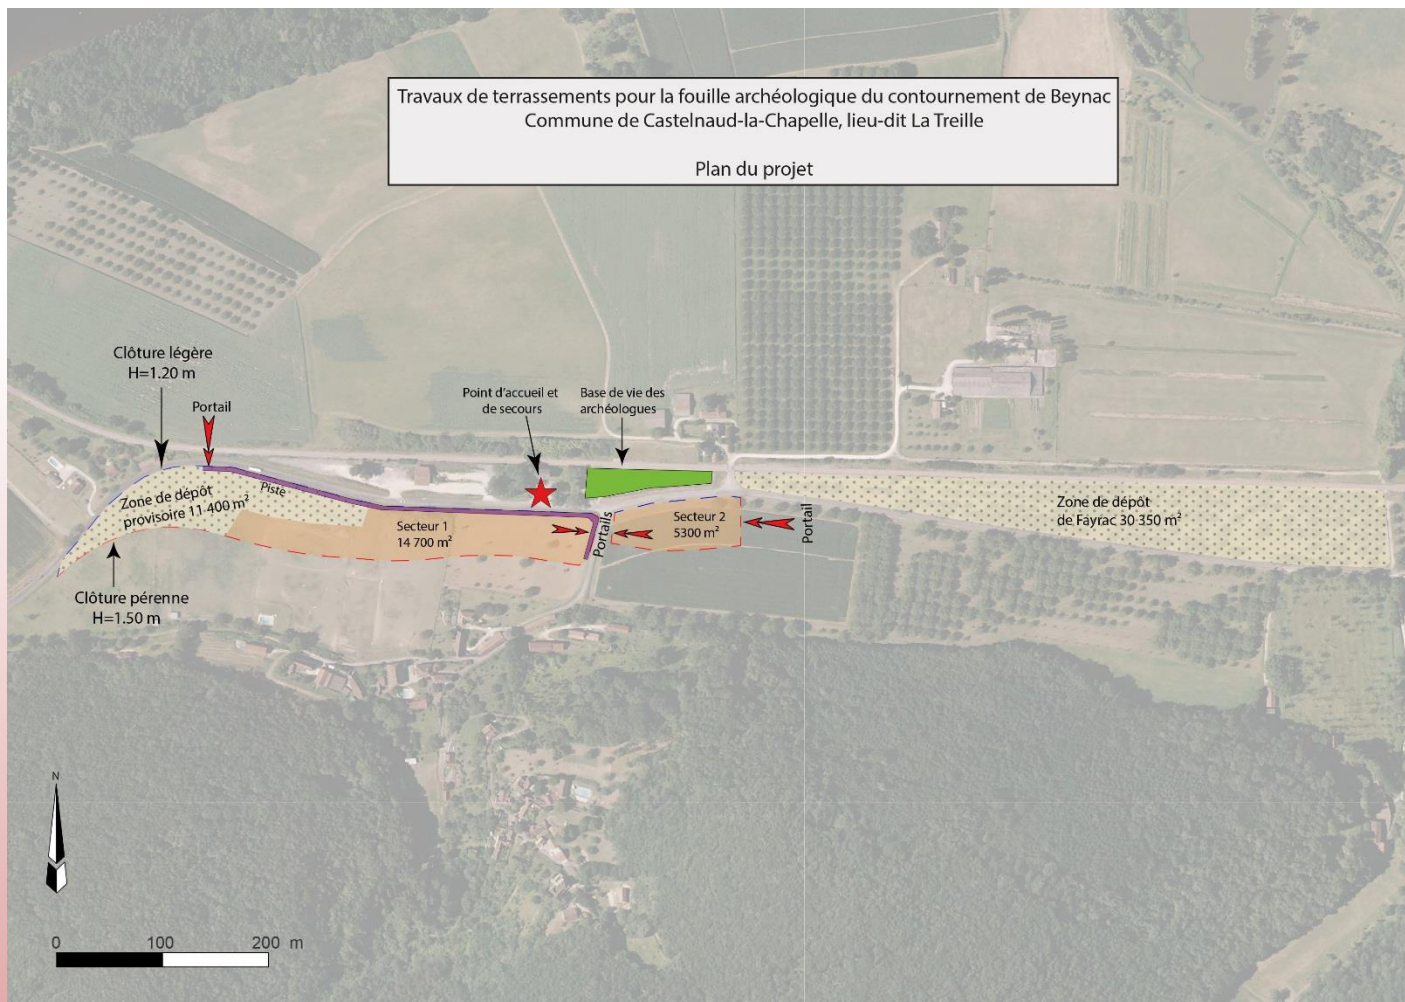 Travaux de terrassements pour la fouille archéologique du contournement de Beynac
Commune de Castelnaud-la-Chapelle, lieu-dit La Treille
Plan du projet
Clôture légère
H=1.20 m
Portail
Point d'accueil et
de secours
Base de vie des
archéologues
Zone de dépôt
provisoire 11 400 m²
Piste
Secteur 1
14 700 m²
Portails
Secteur 2
5300 m²
Portail
Zone de dépôt
de Fayrac 30 350 m²
Clôture pérenne
H=1.50 m
N
0 100 200 m